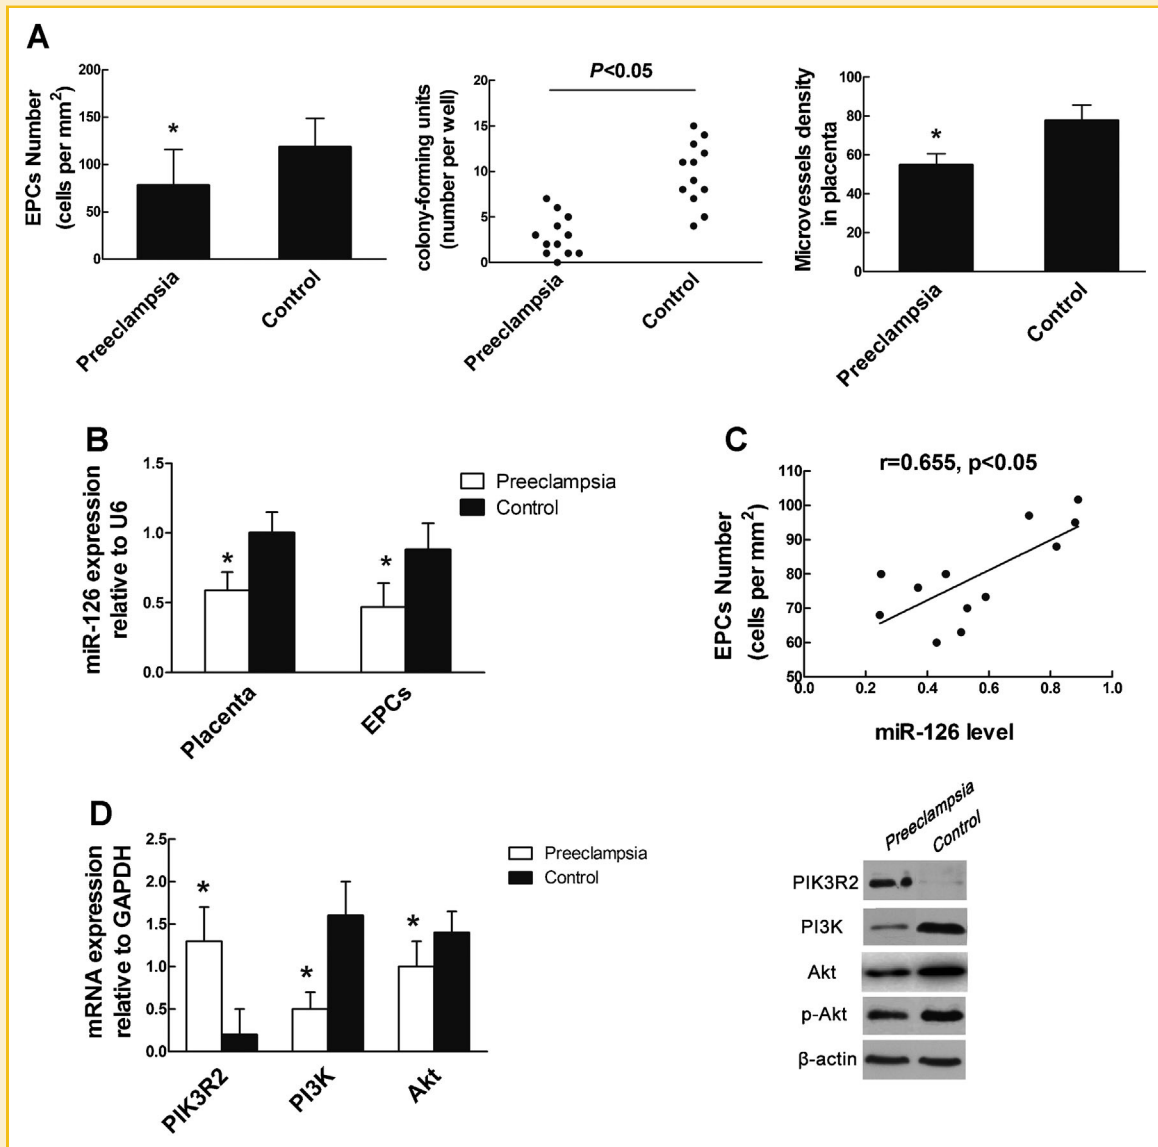 A
EPCs Number
(cells per mm2)
200
150
100
50
0
*
Preeclampsia
Control
colony-forming units
(number per well)
20
15
10
5
0
P<0.05
Preeclampsia
Control
Microvessels density
in placenta
100
80
60
40
20
0
*
Preeclampsia
Control
B
miR-126 expression
relative to U6
1.5
1.0
0.5
0.0
*
*
Preeclampsia
Control
Placenta
EPCs
C
r=0.655, p<0.05
EPCs Number
(cells per mm2)
110
100
90
80
70
60
50
0.0
0.2
0.4
0.6
0.8
1.0
miR-126 level
D
mRNA expression
relative to GAPDH
2.5
2.0
1.5
1.0
0.5
0.0
*
*
*
Preeclampsia
Control
PIK3R2
PI3K
Akt
Preeclampsia
Control
PIK3R2
PI3K
Akt
p-Akt
β-actin